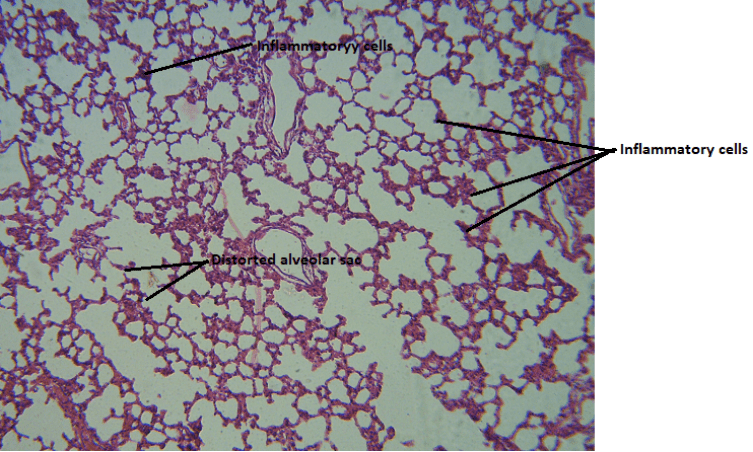 Inflammatoryy cells
Inflammatory cells
Distorted alveolar sac